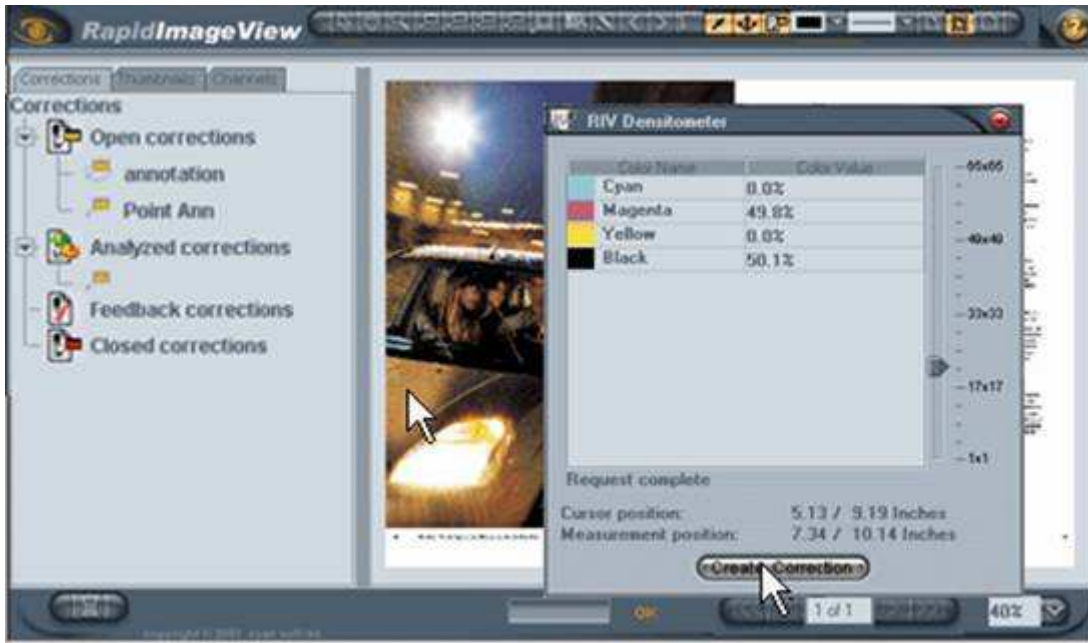 RapidImageView
Corrections Thumbnails Channels
Corrections
Open corrections
annotation
Point Ann
Analyzed corrections
Feedback corrections
Closed corrections
RIV Densitometer
Color Name Color Value
Cyan 0.0%
Magenta 49.8%
Yellow 0.0%
Black 50.1%
65x65
49x49
33x33
17x17
1x1
Request complete
Cursor position: 5.13 / 9.19 Inches
Measurement position: 7.34 / 10.14 Inches
Create Correction
OK
1 of 1
40%